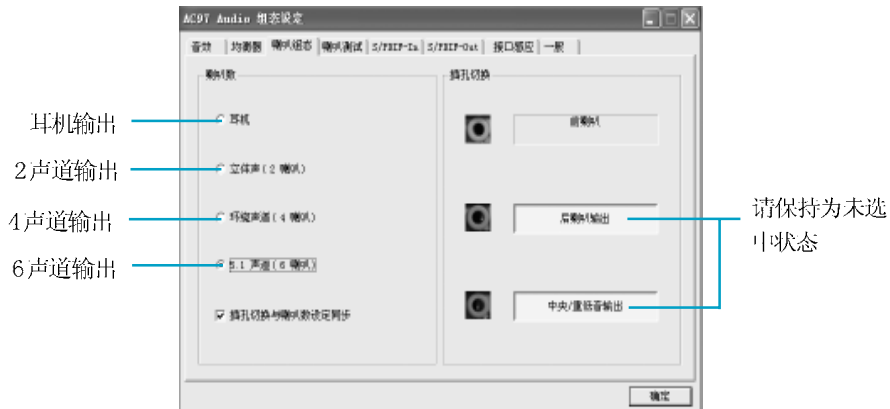 AC97 Audio 组态设定
音效 均衡器 喇叭组态 喇叭测试 S/PDIF-In S/PDIF-Out 接口感应 一般
喇叭数
耳机
立体声(2 喇叭)
环绕声道(4 喇叭)
5.1 声道(6 喇叭)
插孔切换与喇叭数设定同步
插孔切换
前喇叭
后喇叭输出
中央/重低音输出
确定
耳机输出
2声道输出
4声道输出
6声道输出
请保持为未选
中状态